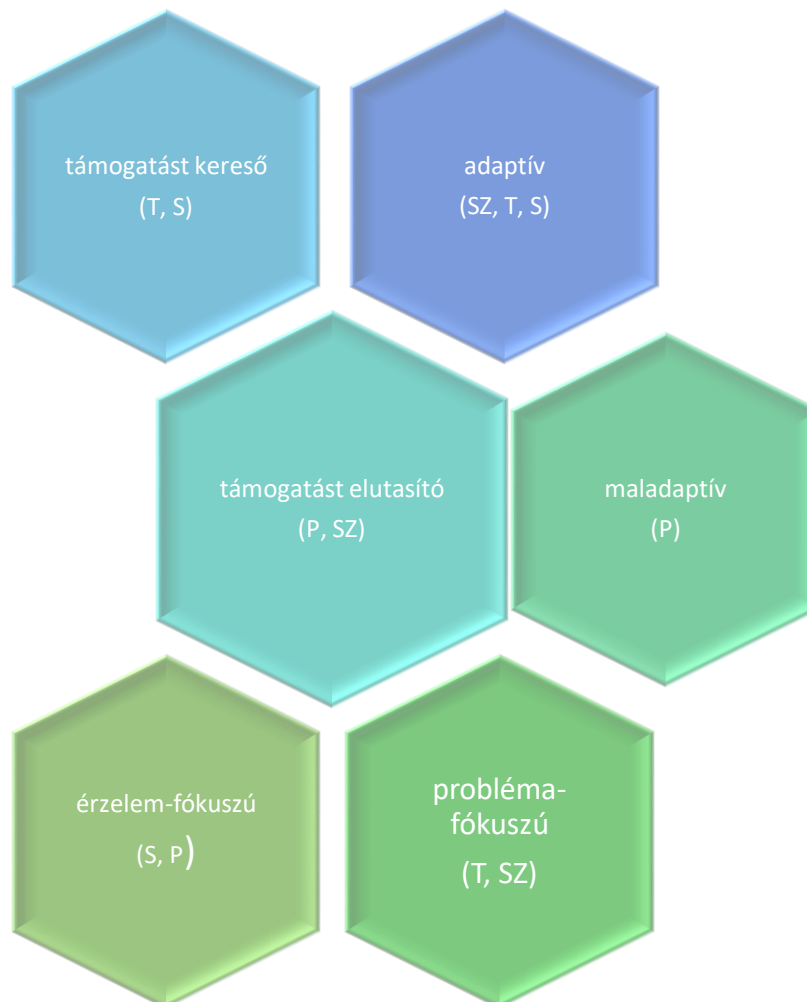 támogatást kereső
(T, S)
adaptív
(SZ, T, S)
támogatást elutasító
(P, SZ)
maladaptív
(P)
érzelem-fókuszú
(S, P)
probléma-
fókuszú
(T, SZ)